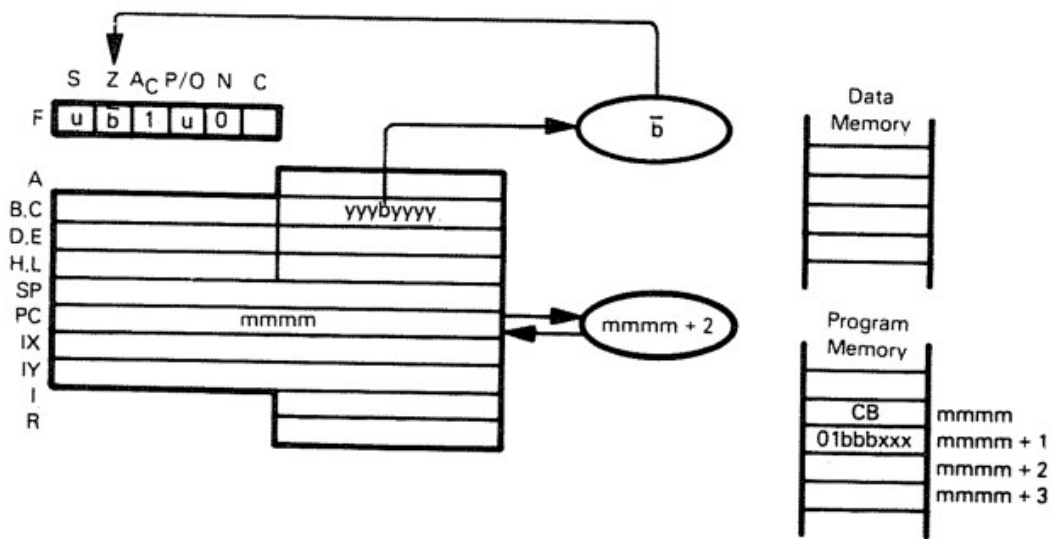 S Z AC P/O N C
F u b̅ 1 u 0
b̅
Data
Memory
A
B.C yyybyyyy
D.E
H.L
SP
PC mmmm
mmmm + 2
IX
IY
I
R
Program
Memory
CB mmmm
01bbbxxx mmmm + 1
mmmm + 2
mmmm + 3